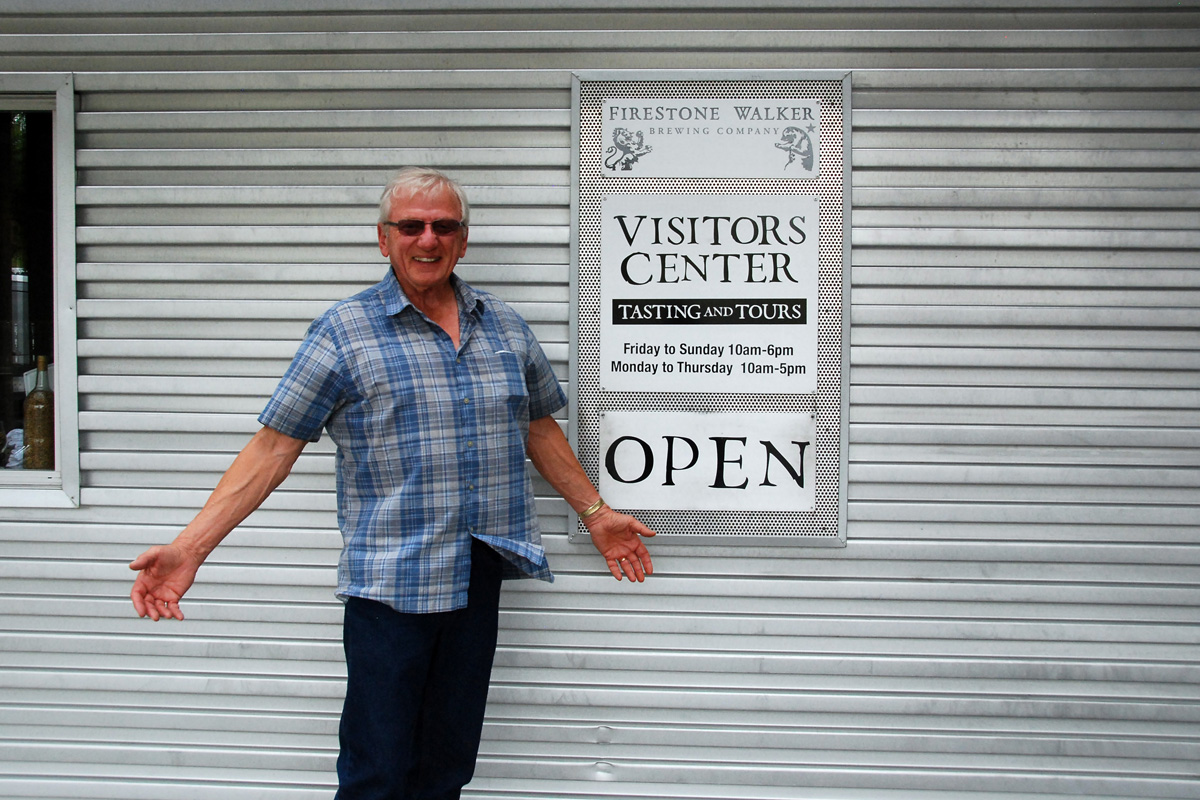 FIRESTONE WALKER
BREWING COMPANY
VISITORS
CENTER
TASTING AND TOURS
Friday to Sunday 10am-6pm
Monday to Thursday 10am-5pm
OPEN